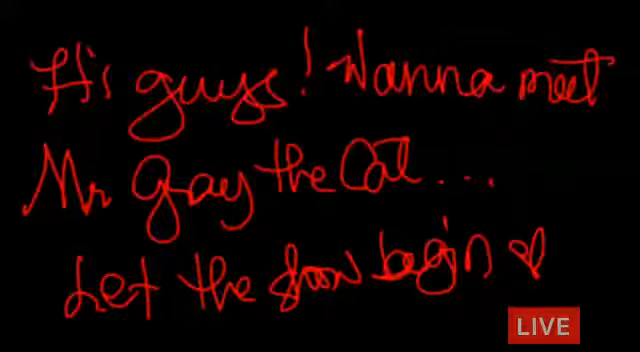 Hi guys! Wanna meet
Mr Gray the Cat...
Let the show begin ♡
LIVE